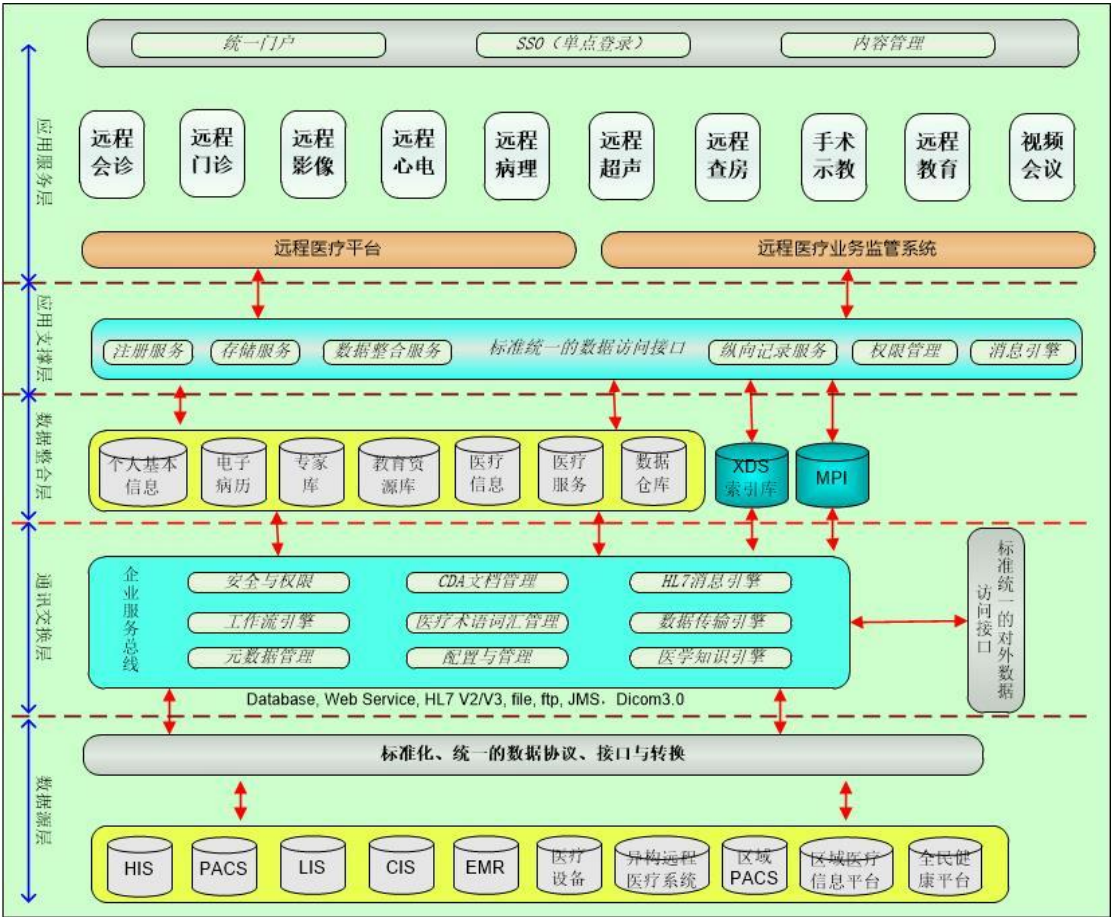 统一门户
SSO（单点登录）
内容管理
应用服务层
远程
会诊
远程
门诊
远程
影像
远程
心电
远程
病理
远程
超声
远程
查房
手术
示教
远程
教育
视频
会议
远程医疗平台
远程医疗业务监管系统
应用支撑层
注册服务
存储服务
数据整合服务
标准统一的数据访问接口
纵向记录服务
权限管理
消息引擎
数据整合层
个人基本
信息
电子
病历
专家
库
教育资
源库
医疗
信息
医疗
服务
数据
仓库
XDS
索引库
MPI
通讯交换层
企业服务总线
安全与权限
CDA文档管理
HL7消息引擎
工作流引擎
医疗术语词汇管理
数据传输引擎
元数据管理
配置与管理
医学知识引擎
标准统一的对外数据
访问接口
Database, Web Service, HL7 V2/V3, file, ftp, JMS，Dicom3.0
数据源层
标准化、统一的数据协议、接口与转换
HIS
PACS
LIS
CIS
EMR
医疗
设备
异构远程
医疗系统
区域
PACS
区域医疗
信息平台
全民健
康平台